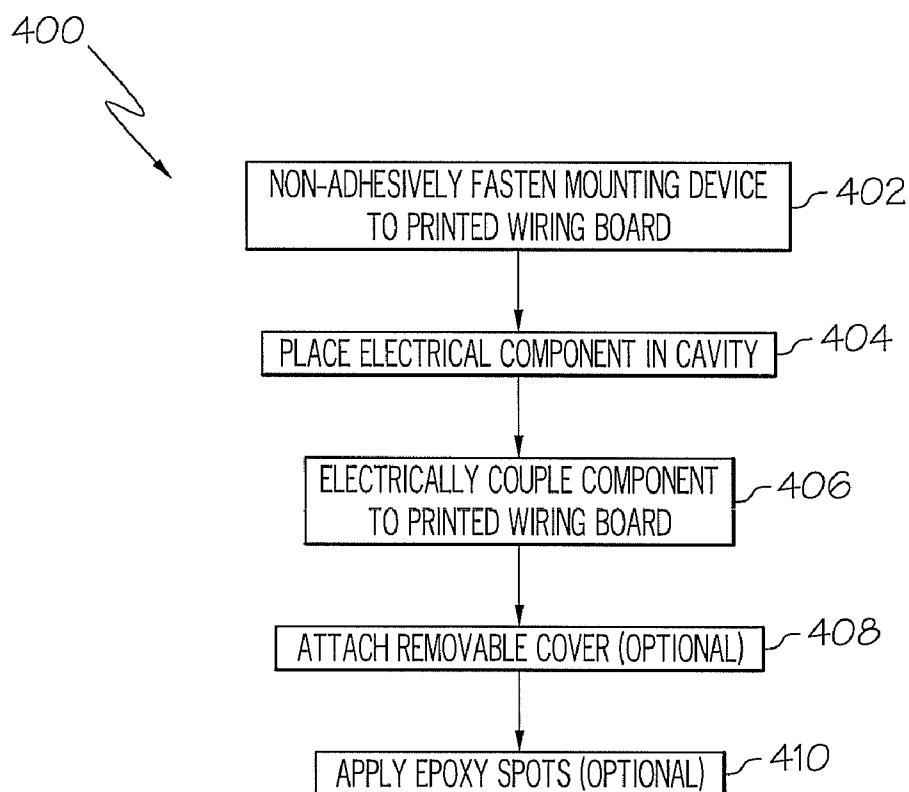 400
NON-ADHESIVELY FASTEN MOUNTING DEVICE
TO PRINTED WIRING BOARD
402
PLACE ELECTRICAL COMPONENT IN CAVITY
404
ELECTRICALLY COUPLE COMPONENT
TO PRINTED WIRING BOARD
406
ATTACH REMOVABLE COVER (OPTIONAL)
408
APPLY EPOXY SPOTS (OPTIONAL)
410